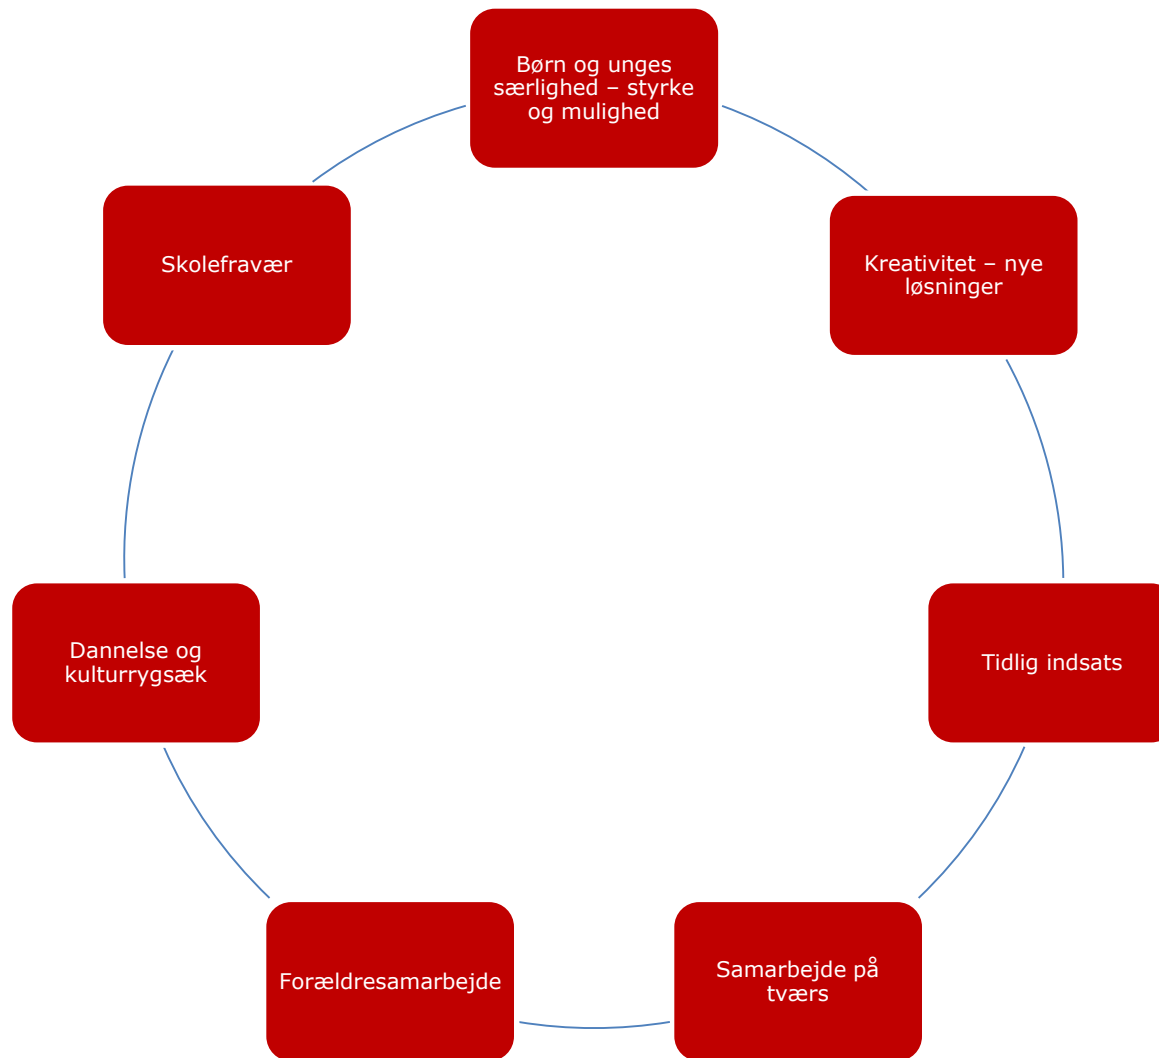 Børn og unges
særlighed – styrke
og mulighed
Kreativitet – nye
løsninger
Tidlig indsats
Samarbejde på
tværs
Forældresamarbejde
Dannelse og
kulturrygsæk
Skolefravær